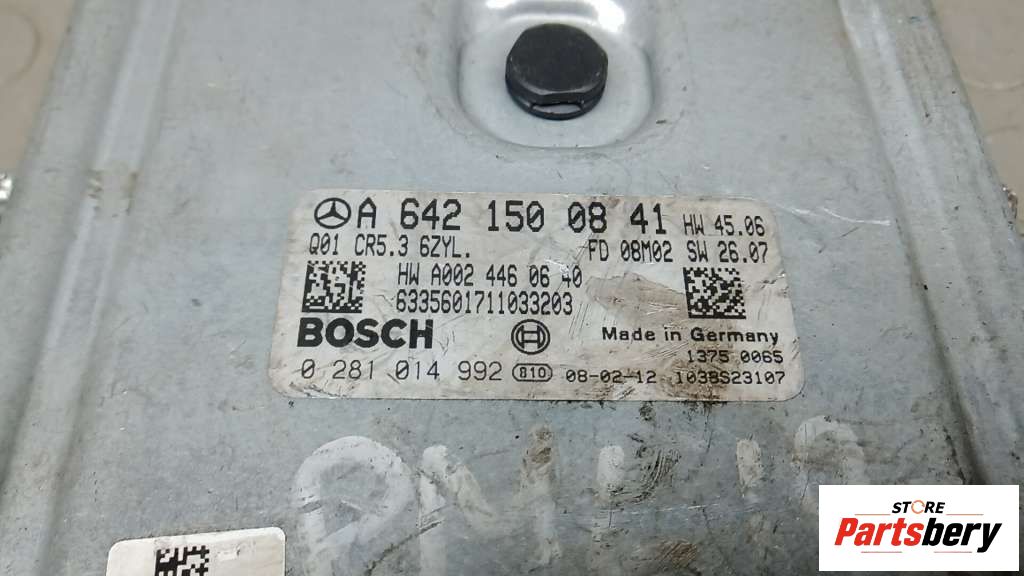 A 642 150 08 41 HW 45.06
Q01 CR5.3 6ZYL. FD 08M02 SW 26.07
HW A002 446 06 40
6335601711033203
BOSCH Made in Germany
1375 0065
0 281 014 992 810 08-02-12 1038S23107
STORE
Partsbery